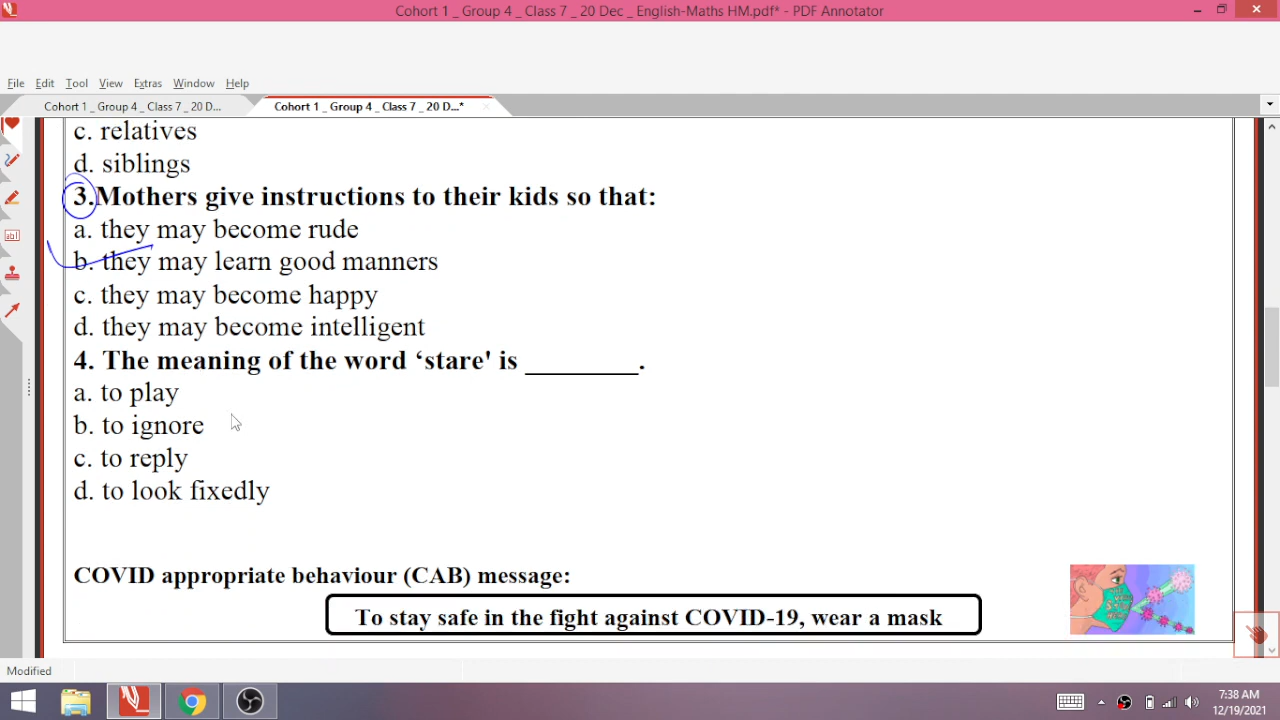 Cohort 1 _ Group 4 _ Class 7 _ 20 Dec _ English-Maths HM.pdf* - PDF Annotator
File Edit Tool View Extras Window Help
Cohort 1 _ Group 4 _ Class 7 _ 20 D... Cohort 1 _ Group 4 _ Class 7 _ 20 D...*
c. relatives
d. siblings
3.Mothers give instructions to their kids so that:
a. they may become rude
b. they may learn good manners
c. they may become happy
d. they may become intelligent
4. The meaning of the word ‘stare' is _________.
a. to play
b. to ignore
c. to reply
d. to look fixedly
COVID appropriate behaviour (CAB) message:
To stay safe in the fight against COVID-19, wear a mask
Modified
7:38 AM
12/19/2021